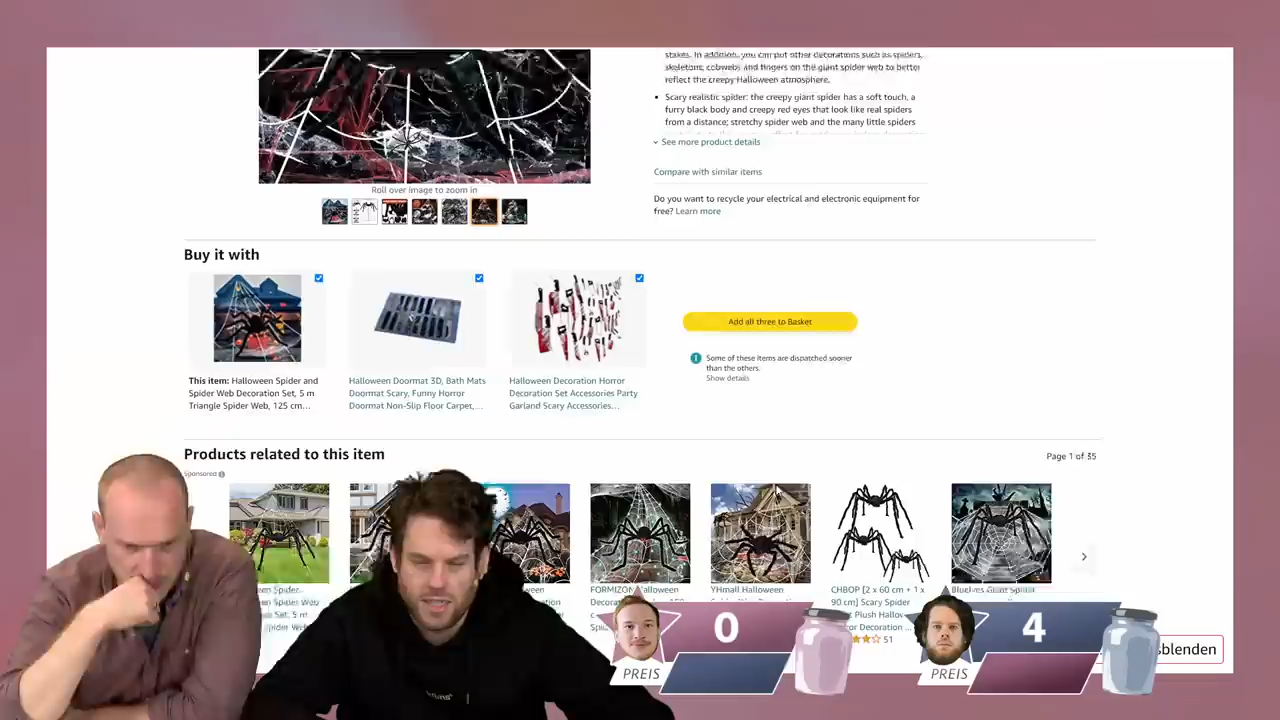 stakes. In addition, you can put other decorations such as spiders,
skeletons, cobwebs, and fingers on the giant spider web to better
reflect the creepy Halloween atmosphere.
• Scary realistic spider: the creepy giant spider has a soft touch, a
furry black body and creepy red eyes that look like real spiders
from a distance; stretchy spider web and the many little spiders
See more product details
Roll over image to zoom in
Compare with similar items
Do you want to recycle your electrical and electronic equipment for
free? Learn more
Buy it with
Add all three to Basket
Some of these items are dispatched sooner
than the others.
Show details
This item: Halloween Spider and
Spider Web Decoration Set, 5 m
Triangle Spider Web, 125 cm...
Halloween Doormat 3D, Bath Mats
Doormat Scary, Funny Horror
Doormat Non-Slip Floor Carpet,...
Halloween Decoration Horror
Decoration Set Accessories Party
Garland Scary Accessories...
Products related to this item
Page 1 of 35
Sponsored
Spider
Spider Web
Set, 5 m
FORMIZON Halloween
YHmall Halloween
CHBOP [2 x 60 cm + 1 x
90 cm] Scary Spider
Plush
51
0
PREIS
4
PREIS